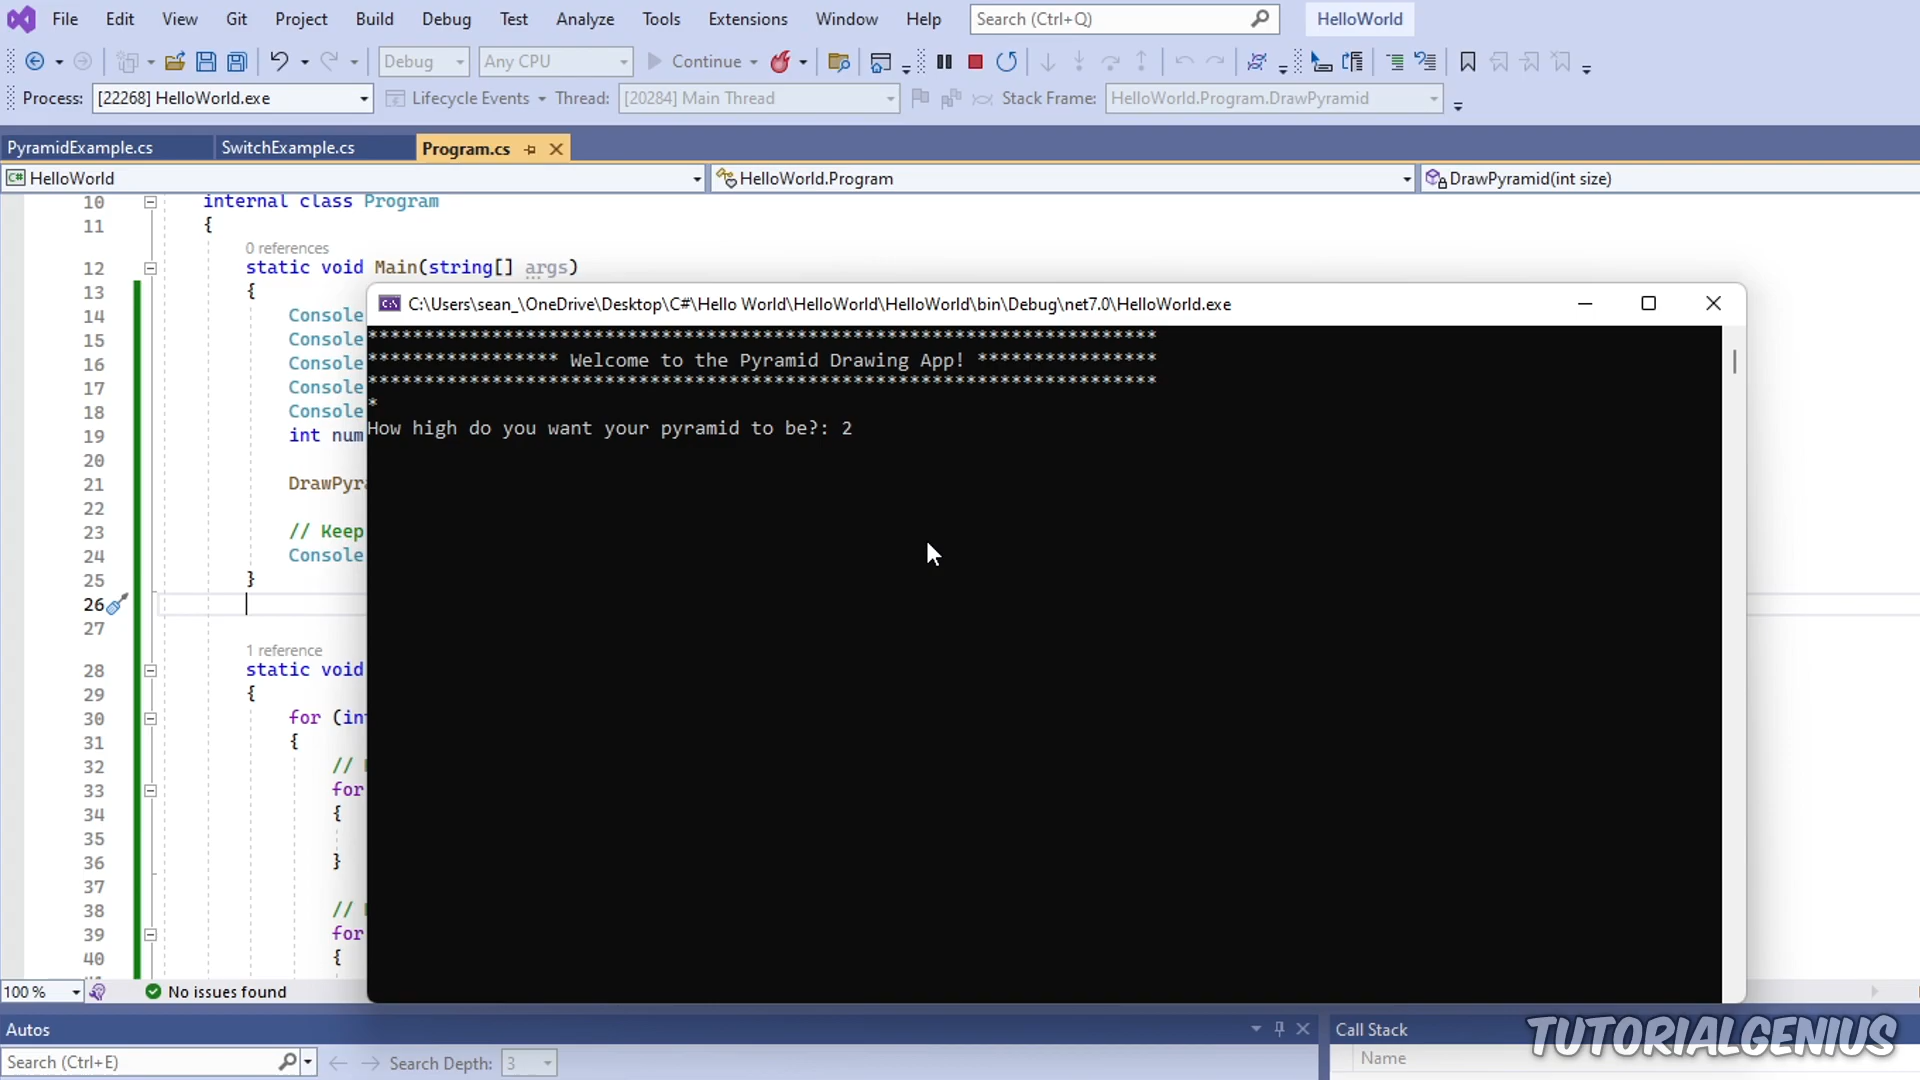 File Edit View Git Project Build Debug Test Analyze Tools Extensions Window Help Search (Ctrl+Q) HelloWorld
Debug Any CPU Continue
Process: [22268] HelloWorld.exe Lifecycle Events Thread: [20284] Main Thread Stack Frame: HelloWorld.Program.DrawPyramid
PyramidExample.cs SwitchExample.cs Program.cs
C# HelloWorld HelloWorld.Program DrawPyramid(int size)
10 internal class Program
11 {
0 references
12 static void Main(string[] args)
13 {
C:\Users\sean_\OneDrive\Desktop\C#\Hello World\HelloWorld\HelloWorld\bin\Debug\net7.0\HelloWorld.exe
14 Console
15 Console
16 Console
17 Console
18 Console
19 int num
20
21 DrawPyra
22
23 // Keep
24 Console
25 }
26
27
1 reference
28 static void
29 {
30 for (int
31 {
32 //
33 for
34 {
35
36 }
37
38 //
39 for
40 {
**********************************************************************
***************** Welcome to the Pyramid Drawing App! ****************
**********************************************************************
*
How high do you want your pyramid to be?: 2
100 % No issues found
Autos
Search (Ctrl+E) Search Depth: 3
Call Stack
Name
TUTORIALGENIUS